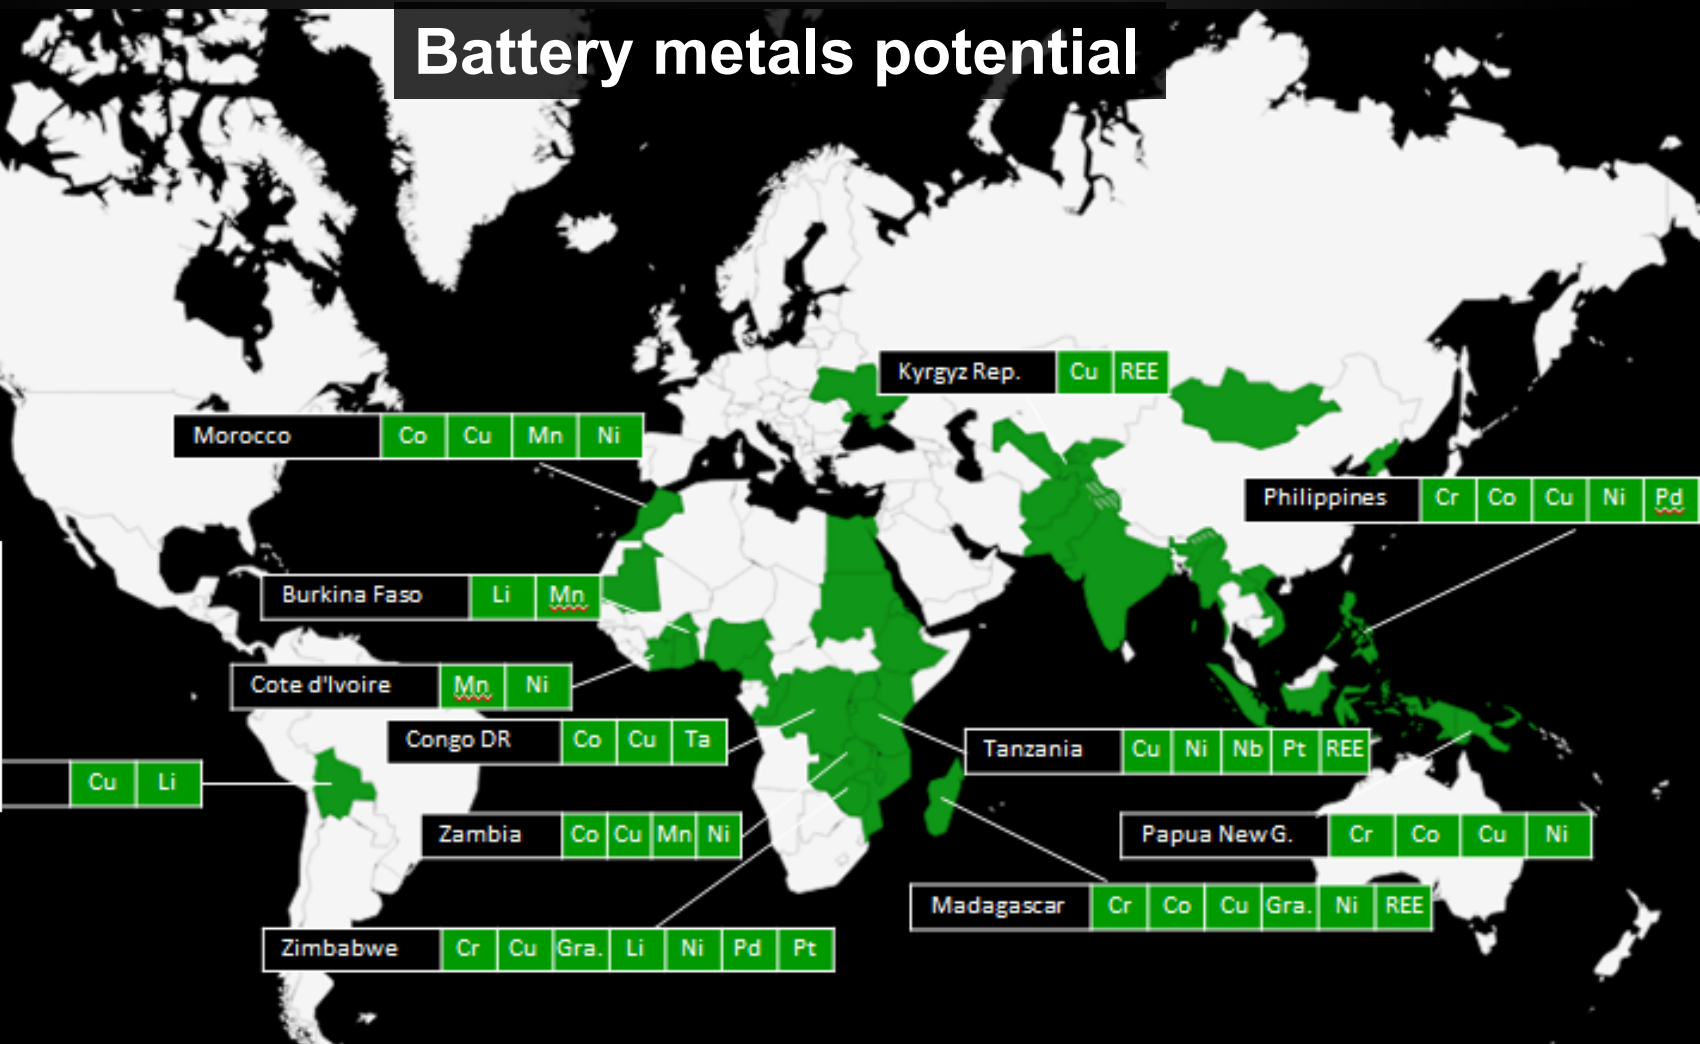 Battery metals potential
Kyrgyz Rep. Cu REE
Morocco Co Cu Mn Ni
Philippines Cr Co Cu Ni Pd
Burkina Faso Li Mn
Cote d'Ivoire Mn Ni
Congo DR Co Cu Ta
Tanzania Cu Ni Nb Pt REE
Cu Li
Zambia Co Cu Mn Ni
Papua New G. Cr Co Cu Ni
Madagascar Cr Co Cu Gra. Ni REE
Zimbabwe Cr Cu Gra. Li Ni Pd Pt